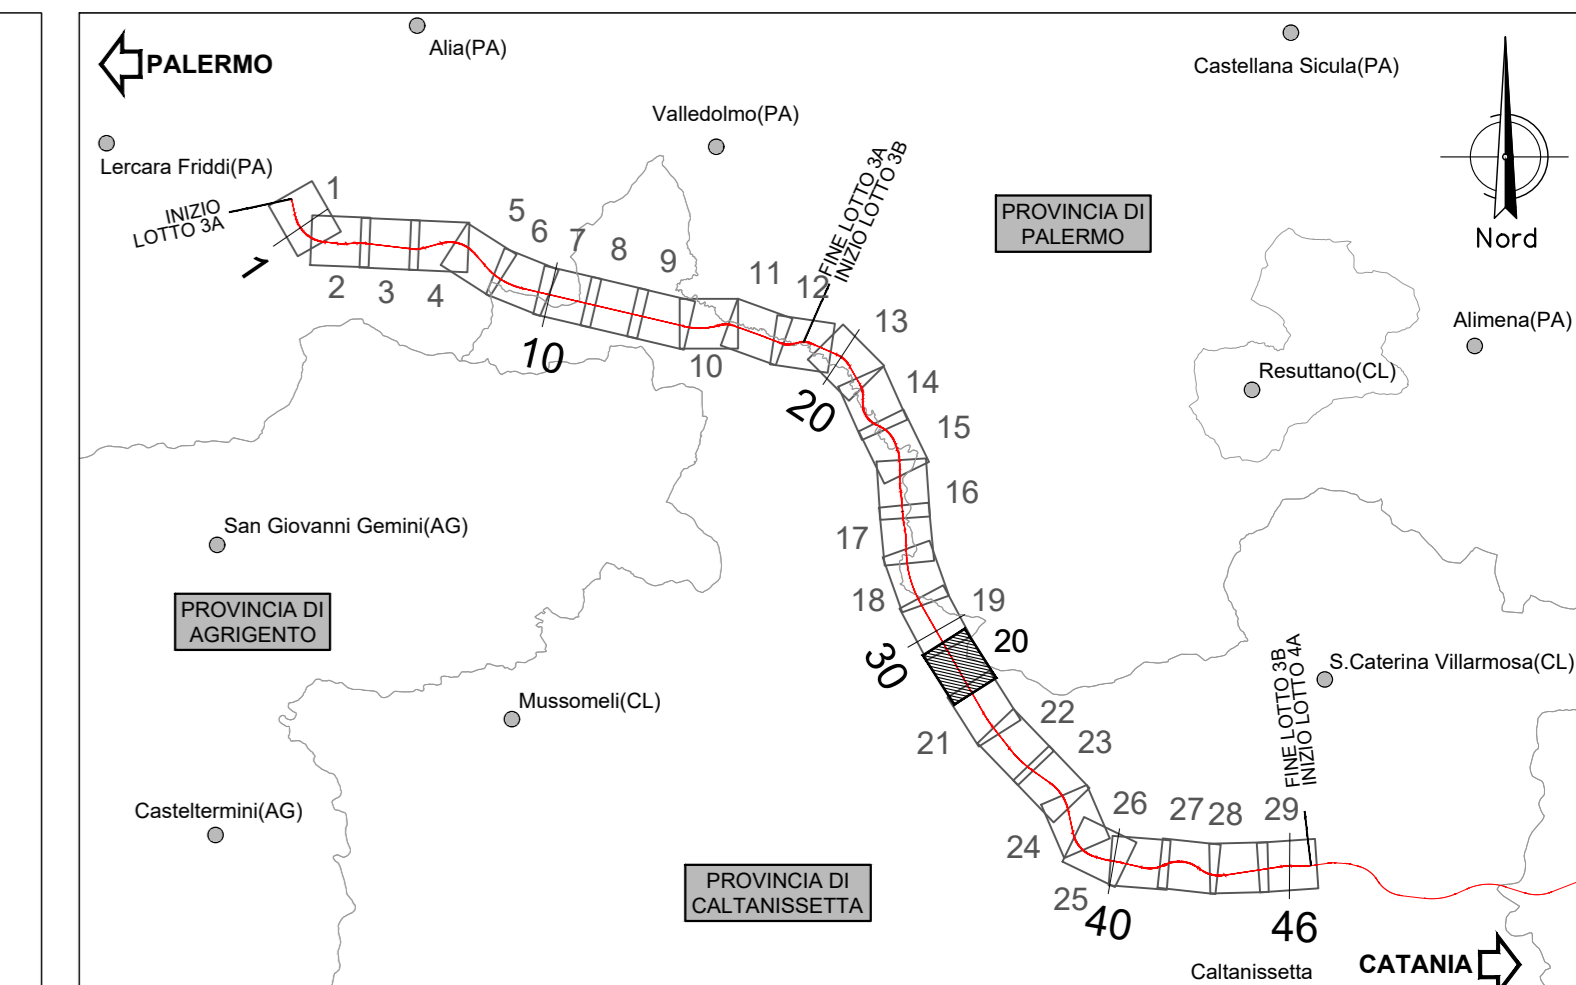 PALERMO
Alia(PA)
Castellana Sicula(PA)
Valledolmo(PA)
Lercara Friddi(PA)
INIZIO
LOTTO 3A
FINE LOTTO 3A
INIZIO LOTTO 3B
PROVINCIA DI
PALERMO
Nord
1
1
2
3
4
5
6
7
8
9
10
10
11
12
13
20
14
15
16
17
18
19
20
30
21
22
23
24
25
26
27
28
29
40
46
Alimena(PA)
Resuttano(CL)
San Giovanni Gemini(AG)
PROVINCIA DI
AGRIGENTO
Mussomeli(CL)
S.Caterina Villarmosa(CL)
FINE LOTTO 3B
INIZIO LOTTO 4A
Casteltermini(AG)
PROVINCIA DI
CALTANISSETTA
Caltanissetta
CATANIA